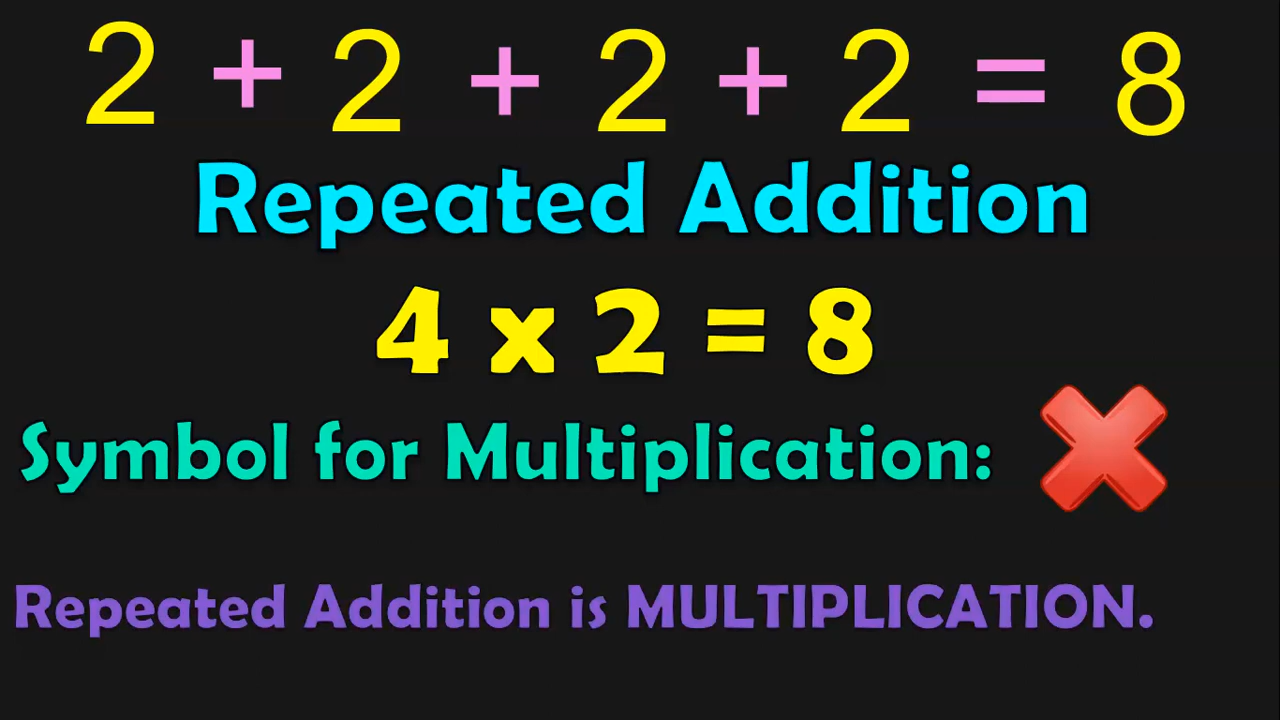 2 + 2 + 2 + 2 = 8
Repeated Addition
4 x 2 = 8
Symbol for Multiplication: ✖
Repeated Addition is MULTIPLICATION.